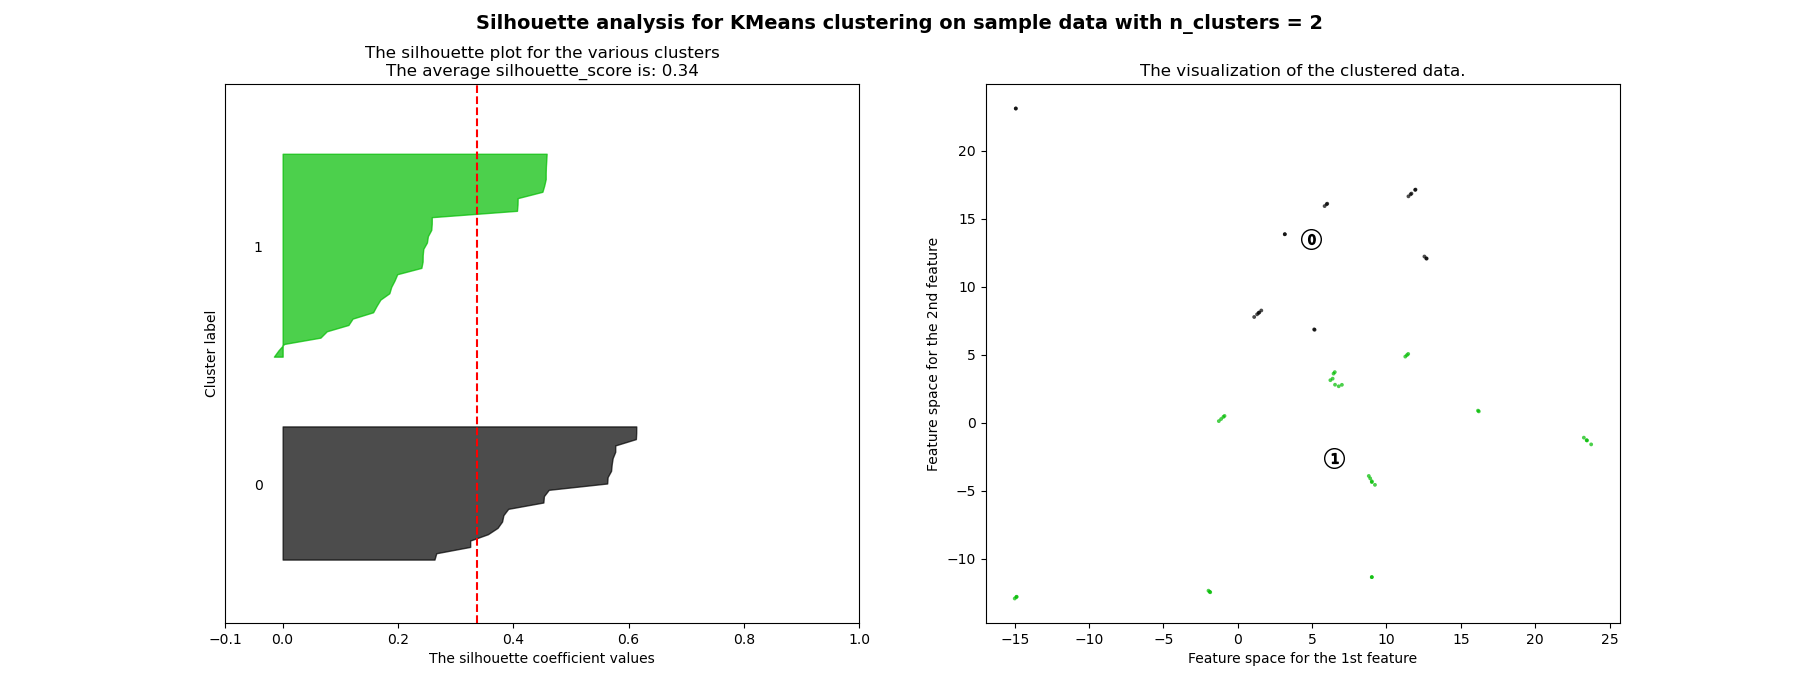 Silhouette analysis for KMeans clustering on sample data with n_clusters = 2
The silhouette plot for the various clusters
The average silhouette_score is: 0.34
Cluster label
1
0
−0.1 0.0 0.2 0.4 0.6 0.8 1.0
The silhouette coefficient values
The visualization of the clustered data.
Feature space for the 2nd feature
20
15
10
5
0
−5
−10
0
1
−15 −10 −5 0 5 10 15 20 25
Feature space for the 1st feature